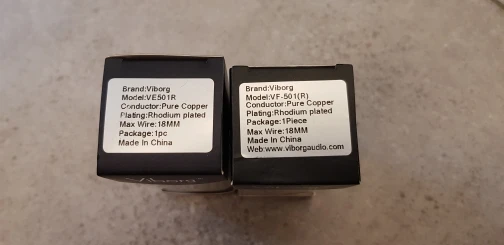 Brand:Viborg
Model:VE501R
Conductor:Pure Copper
Plating:Rhodium plated
Max Wire:18MM
Package:1pc
Made In China
Viborg
Brand:Viborg
Model:VF-501(R)
Conductor:Pure Copper
Plating:Rhodium plated
Package:1Piece
Max Wire:18MM
Made In China
Web:www.viborgaudio.com